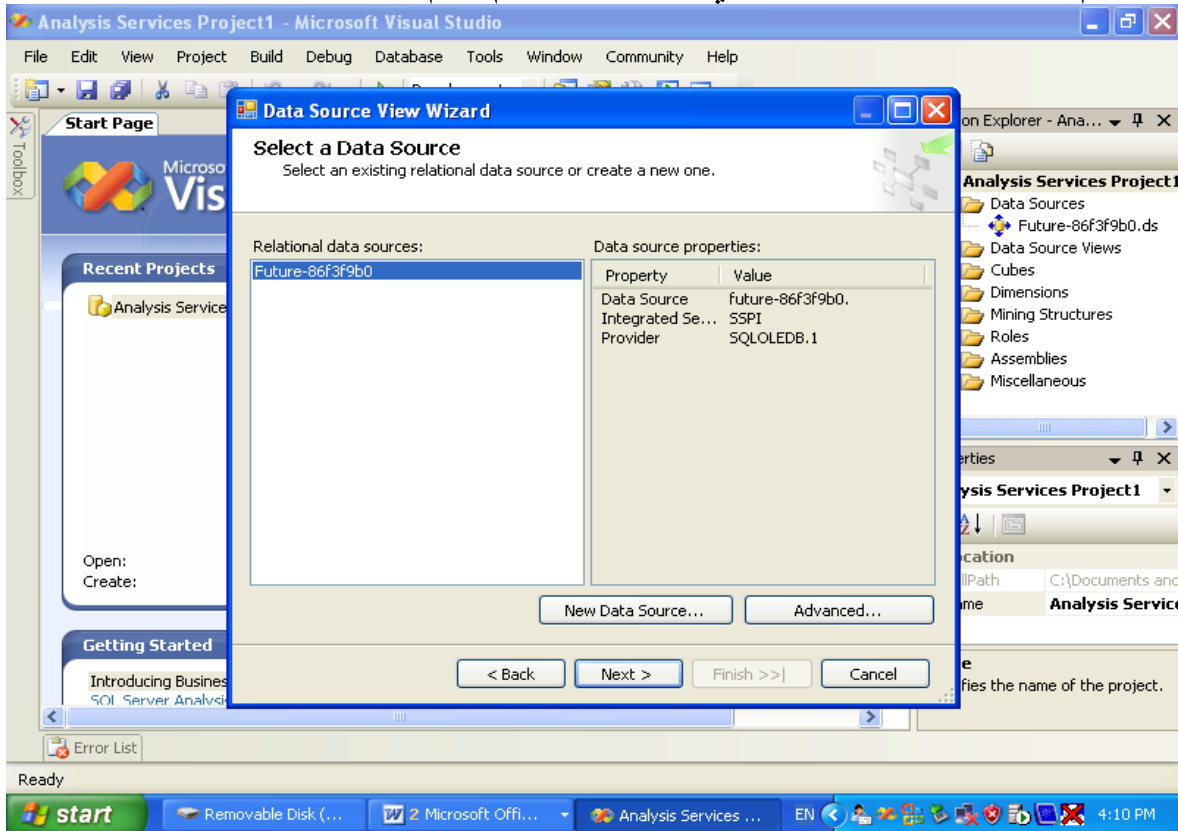 Analysis Services Project1 - Microsoft Visual Studio
File Edit View Project Build Debug Database Tools Window Community Help
Toolbox
Start Page
Microso
Vis
Recent Projects
Analysis Service
Open:
Create:
Getting Started
Introducing Busines
SQL Server Analysi
Data Source View Wizard
Select a Data Source
Select an existing relational data source or create a new one.
Relational data sources:
Future-86f3f9b0
Data source properties:
Property Value
Data Source future-86f3f9b0.
Integrated Se... SSPI
Provider SQLOLEDB.1
New Data Source... Advanced...
< Back Next > Finish >>| Cancel
on Explorer - Ana...
Analysis Services Project1
Data Sources
Future-86f3f9b0.ds
Data Source Views
Cubes
Dimensions
Mining Structures
Roles
Assemblies
Miscellaneous
erties
ysis Services Project1
cation
llPath C:\Documents and
me Analysis Service
e
fies the name of the project.
Error List
Ready
start Removable Disk (... 2 Microsoft Offi... Analysis Services ... EN 4:10 PM